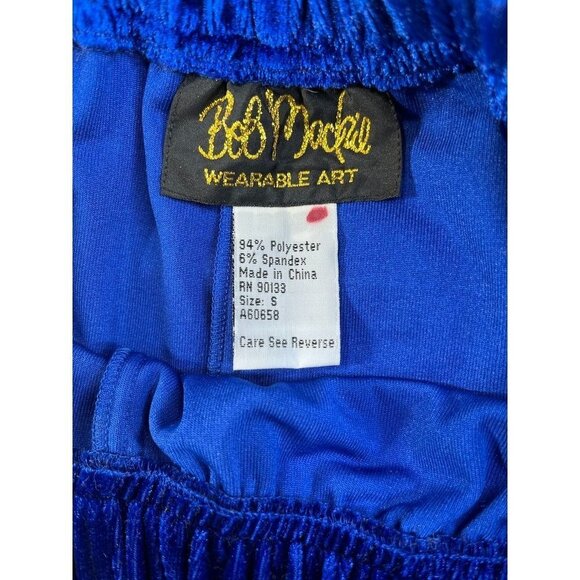 Bob Mackie
WEARABLE ART
94% Polyester
6% Spandex
Made in China
RN 90133
Size: S
A60658
Care See Reverse